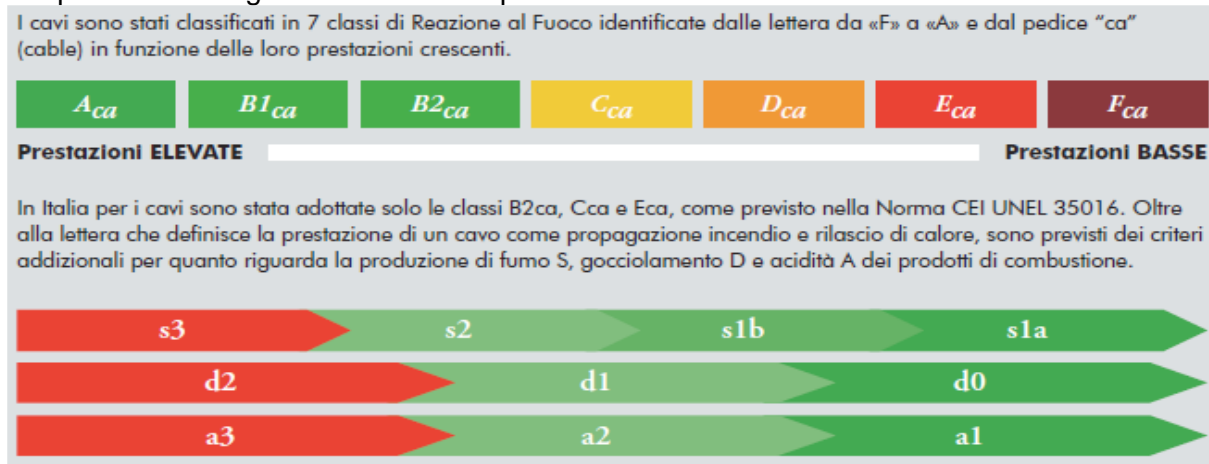 I cavi sono stati classificati in 7 classi di Reazione al Fuoco identificate dalle lettera da «F» a «A» e dal pedice “ca”
(cable) in funzione delle loro prestazioni crescenti.
Aca B1ca B2ca Cca Dca Eca Fca
Prestazioni ELEVATE Prestazioni BASSE
In Italia per i cavi sono stata adottate solo le classi B2ca, Cca e Eca, come previsto nella Norma CEI UNEL 35016. Oltre
alla lettera che definisce la prestazione di un cavo come propagazione incendio e rilascio di calore, sono previsti dei criteri
addizionali per quanto riguarda la produzione di fumo S, gocciolamento D e acidità A dei prodotti di combustione.
s3 s2 s1b s1a
d2 d1 d0
a3 a2 a1